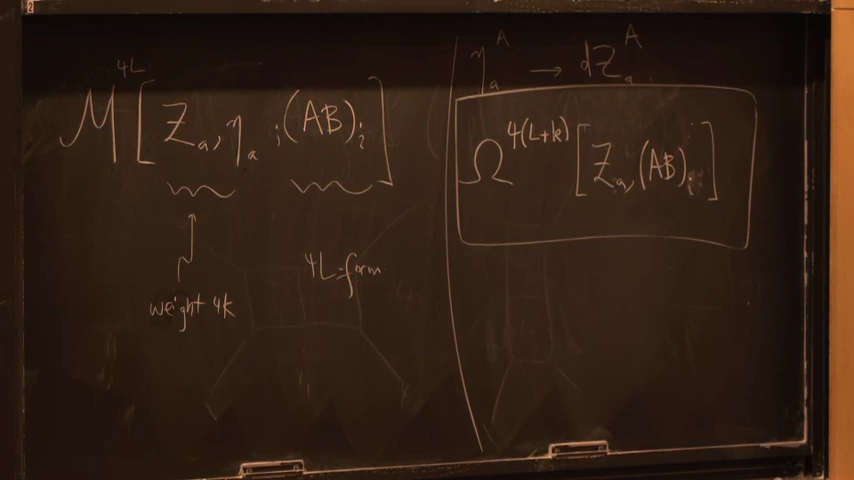 M^{4L} [ Z_a, η_a ; (AB)_i ]
weight 4k
4L-form
η_a^A → dZ_a^A
Ω^{4(L+k)} [ Z_a, (AB)_i ]